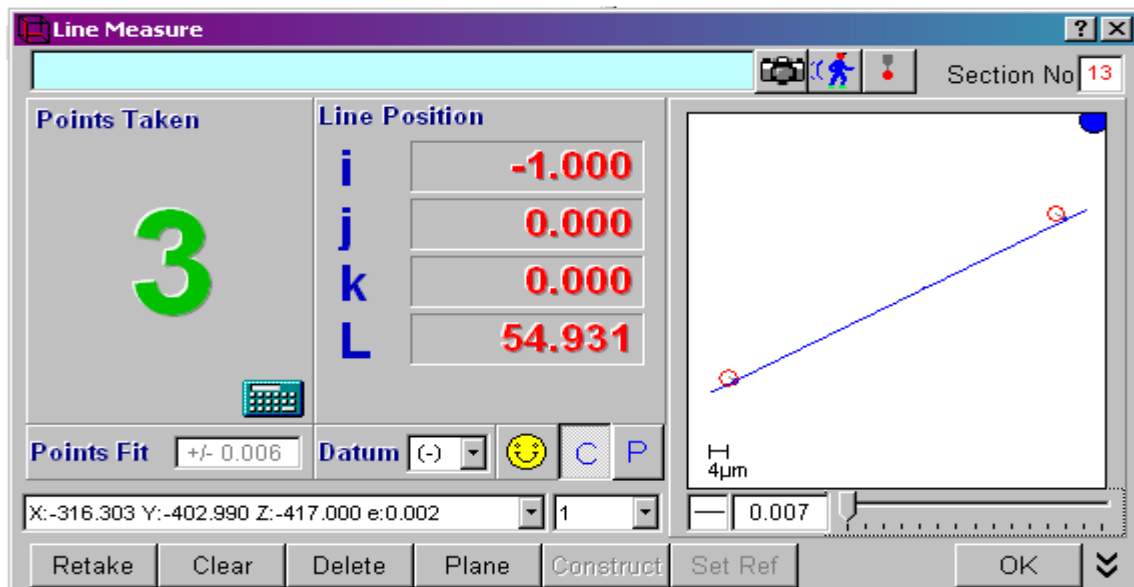 Line Measure
Section No 13
Points Taken
3
Line Position
i -1.000
j 0.000
k 0.000
L 54.931
4µm
Points Fit +/- 0.006
Datum (-) C P
X:-316.303 Y:-402.990 Z:-417.000 e:0.002 1
0.007
Retake Clear Delete Plane Construct Set Ref OK